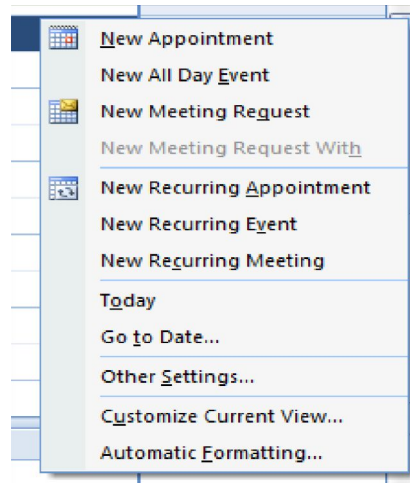 New Appointment
New All Day Event
New Meeting Request
New Meeting Request With
New Recurring Appointment
New Recurring Event
New Recurring Meeting
Today
Go to Date...
Other Settings...
Customize Current View...
Automatic Formatting...